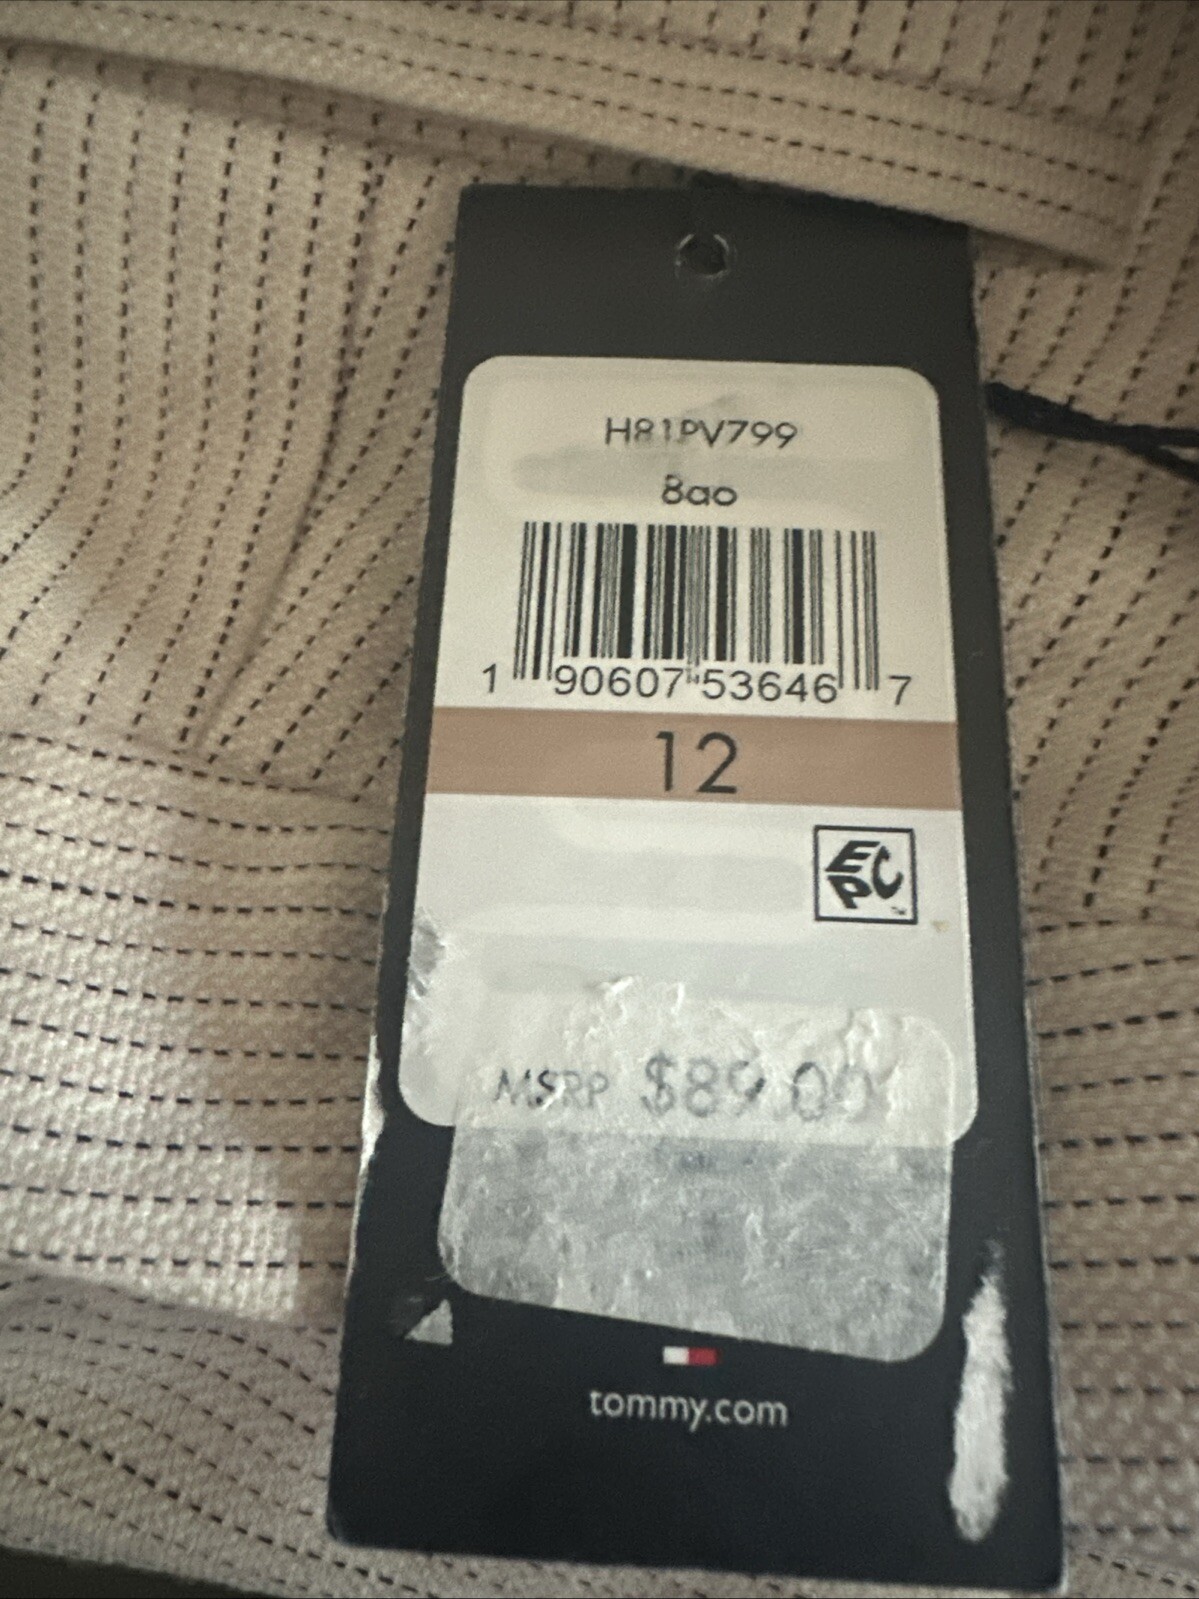 H81PV799
8ao
1 90607 53646 7
12
EPC
MSRP $89.00
tommy.com